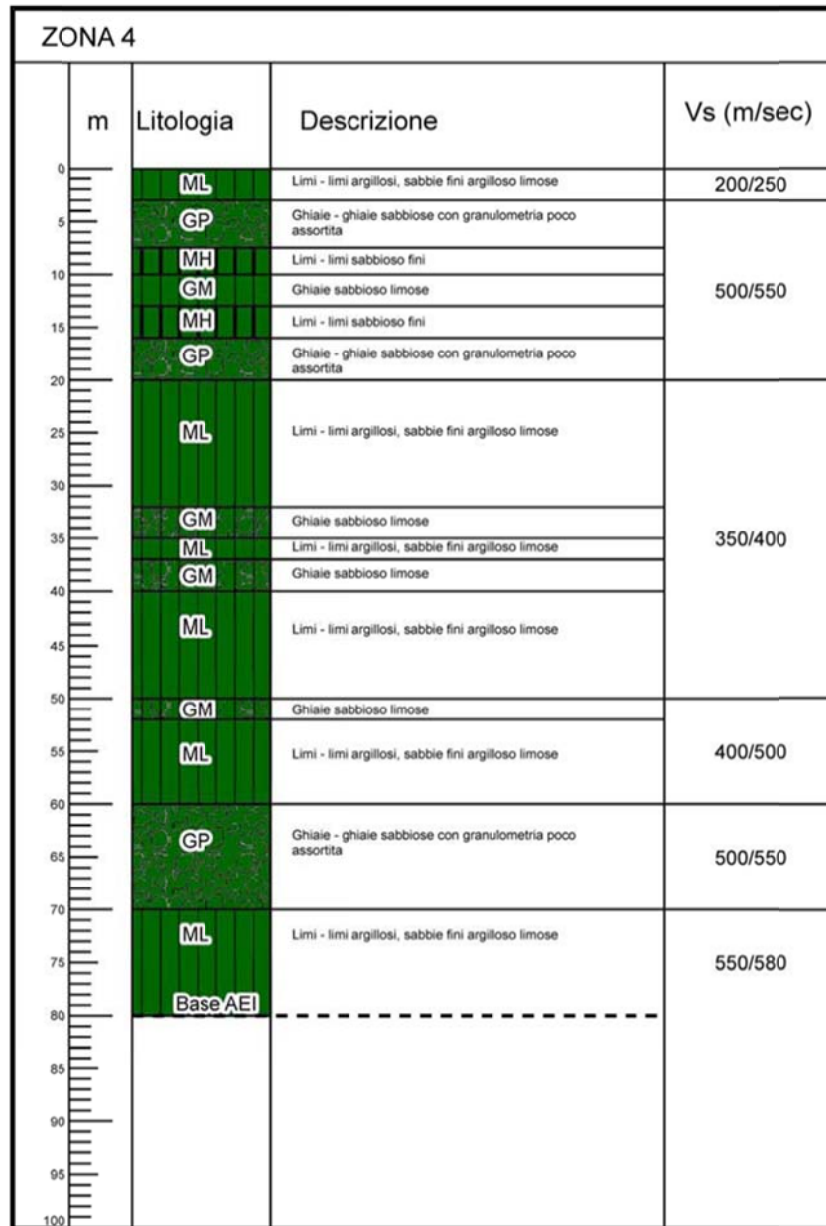 ZONA 4
m
Litologia
Descrizione
Vs (m/sec)
0
ML
Limi - limi argillosi, sabbie fini argilloso limose
200/250
5
GP
Ghiaie - ghiaie sabbiose con granulometria poco
assortita
MH
Limi - limi sabbioso fini
10
GM
Ghiaie sabbioso limose
500/550
15
MH
Limi - limi sabbioso fini
GP
Ghiaie - ghiaie sabbiose con granulometria poco
assortita
20
25
ML
Limi - limi argillosi, sabbie fini argilloso limose
30
GM
Ghiaie sabbioso limose
35
350/400
ML
Limi - limi argillosi, sabbie fini argilloso limose
GM
Ghiaie sabbioso limose
40
ML
Limi - limi argillosi, sabbie fini argilloso limose
45
50
GM
Ghiaie sabbioso limose
55
ML
Limi - limi argillosi, sabbie fini argilloso limose
400/500
60
GP
Ghiaie - ghiaie sabbiose con granulometria poco
assortita
65
500/550
70
ML
Limi - limi argillosi, sabbie fini argilloso limose
75
550/580
Base AEI
80
85
90
95
100